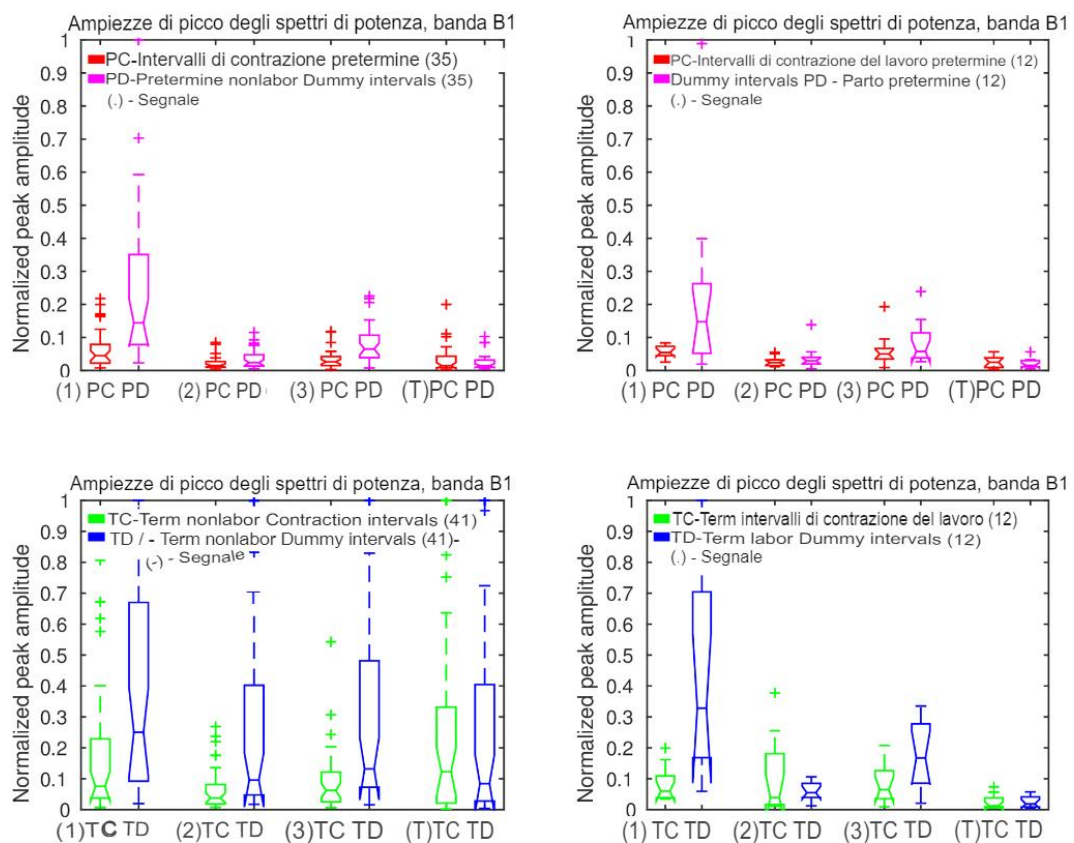 Ampiezze di picco degli spettri di potenza, banda B1
Normalized peak amplitude
1
0.9
0.8
0.7
0.6
0.5
0.4
0.3
0.2
0.1
0
PC-Intervalli di contrazione pretermine (35)
PD-Pretermine nonlabor Dummy intervals (35)
(.) - Segnale
(1) PC PD (2) PC PD (3) PC PD (T)PC PD
Ampiezze di picco degli spettri di potenza, banda B1
Normalized peak amplitude
1
0.9
0.8
0.7
0.6
0.5
0.4
0.3
0.2
0.1
0
PC-Intervalli di contrazione del lavoro pretermine (12)
Dummy intervals PD - Parto pretermine (12)
(.) - Segnale
(1) PC PD (2) PC PD (3) PC PD (T)PC PD
Ampiezze di picco degli spettri di potenza, banda B1
Normalized peak amplitude
1
0.9
0.8
0.7
0.6
0.5
0.4
0.3
0.2
0.1
0
TC-Term nonlabor Contraction intervals (41)
TD / - Term nonlabor Dummy intervals (41)-
(-) - Segnale
(1)TC TD (2)TC TD (3)TC TD (T)TC TD
Ampiezze di picco degli spettri di potenza, banda B1
Normalized peak amplitude
1
0.9
0.8
0.7
0.6
0.5
0.4
0.3
0.2
0.1
0
TC-Term intervalli di contrazione del lavoro (12)
TD-Term labor Dummy intervals (12)
(.) - Segnale
(1) TC TD (2)TC TD (3)TC TD (T)TC TD